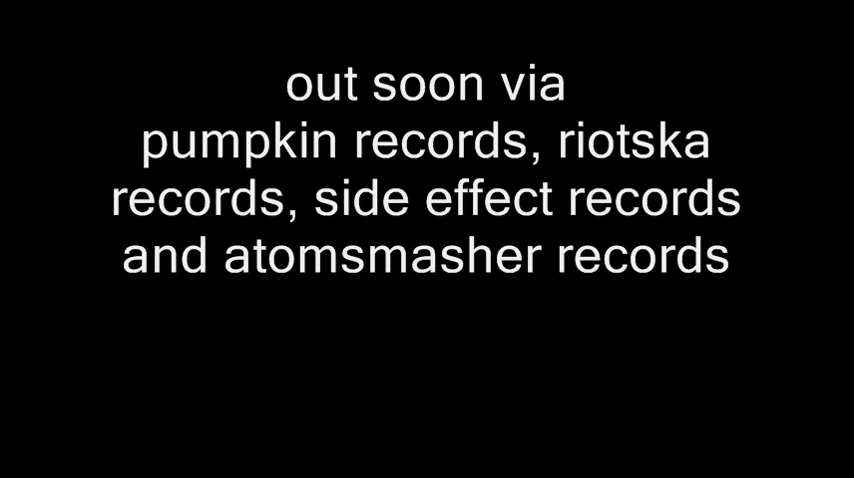 out soon via
pumpkin records, riotska
records, side effect records
and atomsmasher records